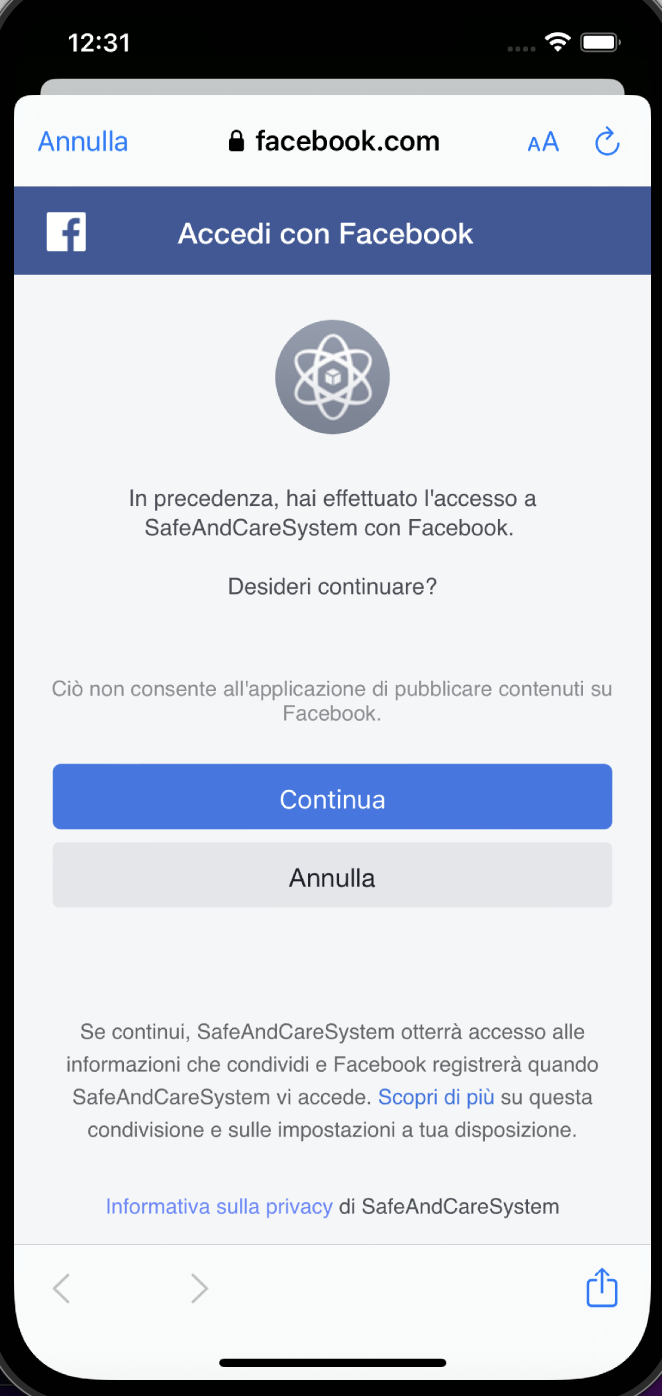 12:31
Annulla
facebook.com
AA
Accedi con Facebook
In precedenza, hai effettuato l'accesso a
SafeAndCareSystem con Facebook.
Desideri continuare?
Ciò non consente all'applicazione di pubblicare contenuti su
Facebook.
Continua
Annulla
Se continui, SafeAndCareSystem otterrà accesso alle
informazioni che condividi e Facebook registrerà quando
SafeAndCareSystem vi accede. Scopri di più su questa
condivisione e sulle impostazioni a tua disposizione.
Informativa sulla privacy di SafeAndCareSystem